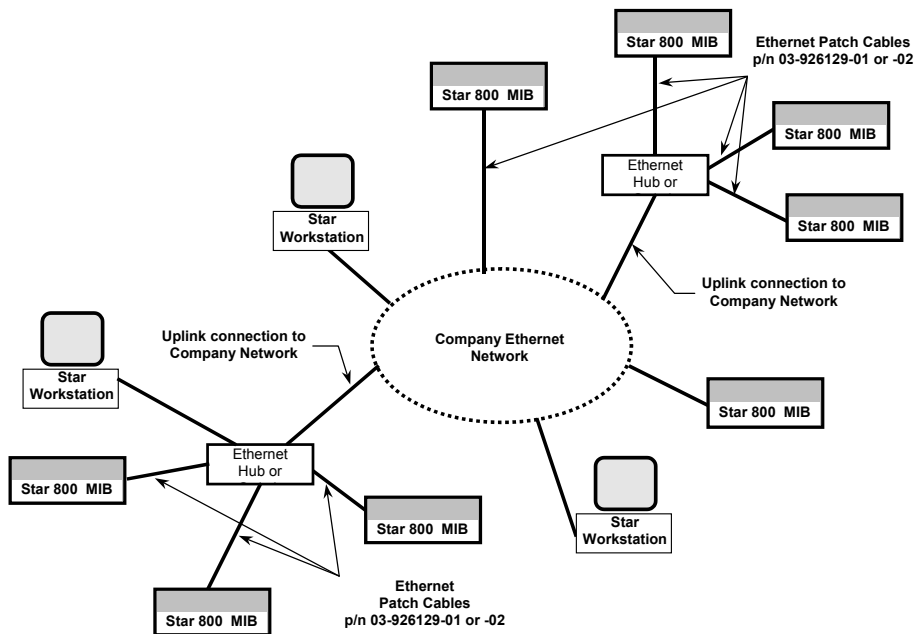 Star 800  MIB
Ethernet Patch Cables
p/n 03-926129-01 or -02
Star 800  MIB
Star 800  MIB
Ethernet
Hub or
Star 800  MIB
Star
Workstation
Uplink connection to
Company Network
Company Ethernet
Network
Uplink connection to
Company Network
Star
Workstation
Star 800  MIB
Ethernet
Hub or
Star 800  MIB
Star 800  MIB
Star
Workstation
Star 800  MIB
Ethernet
Patch Cables
p/n 03-926129-01 or -02